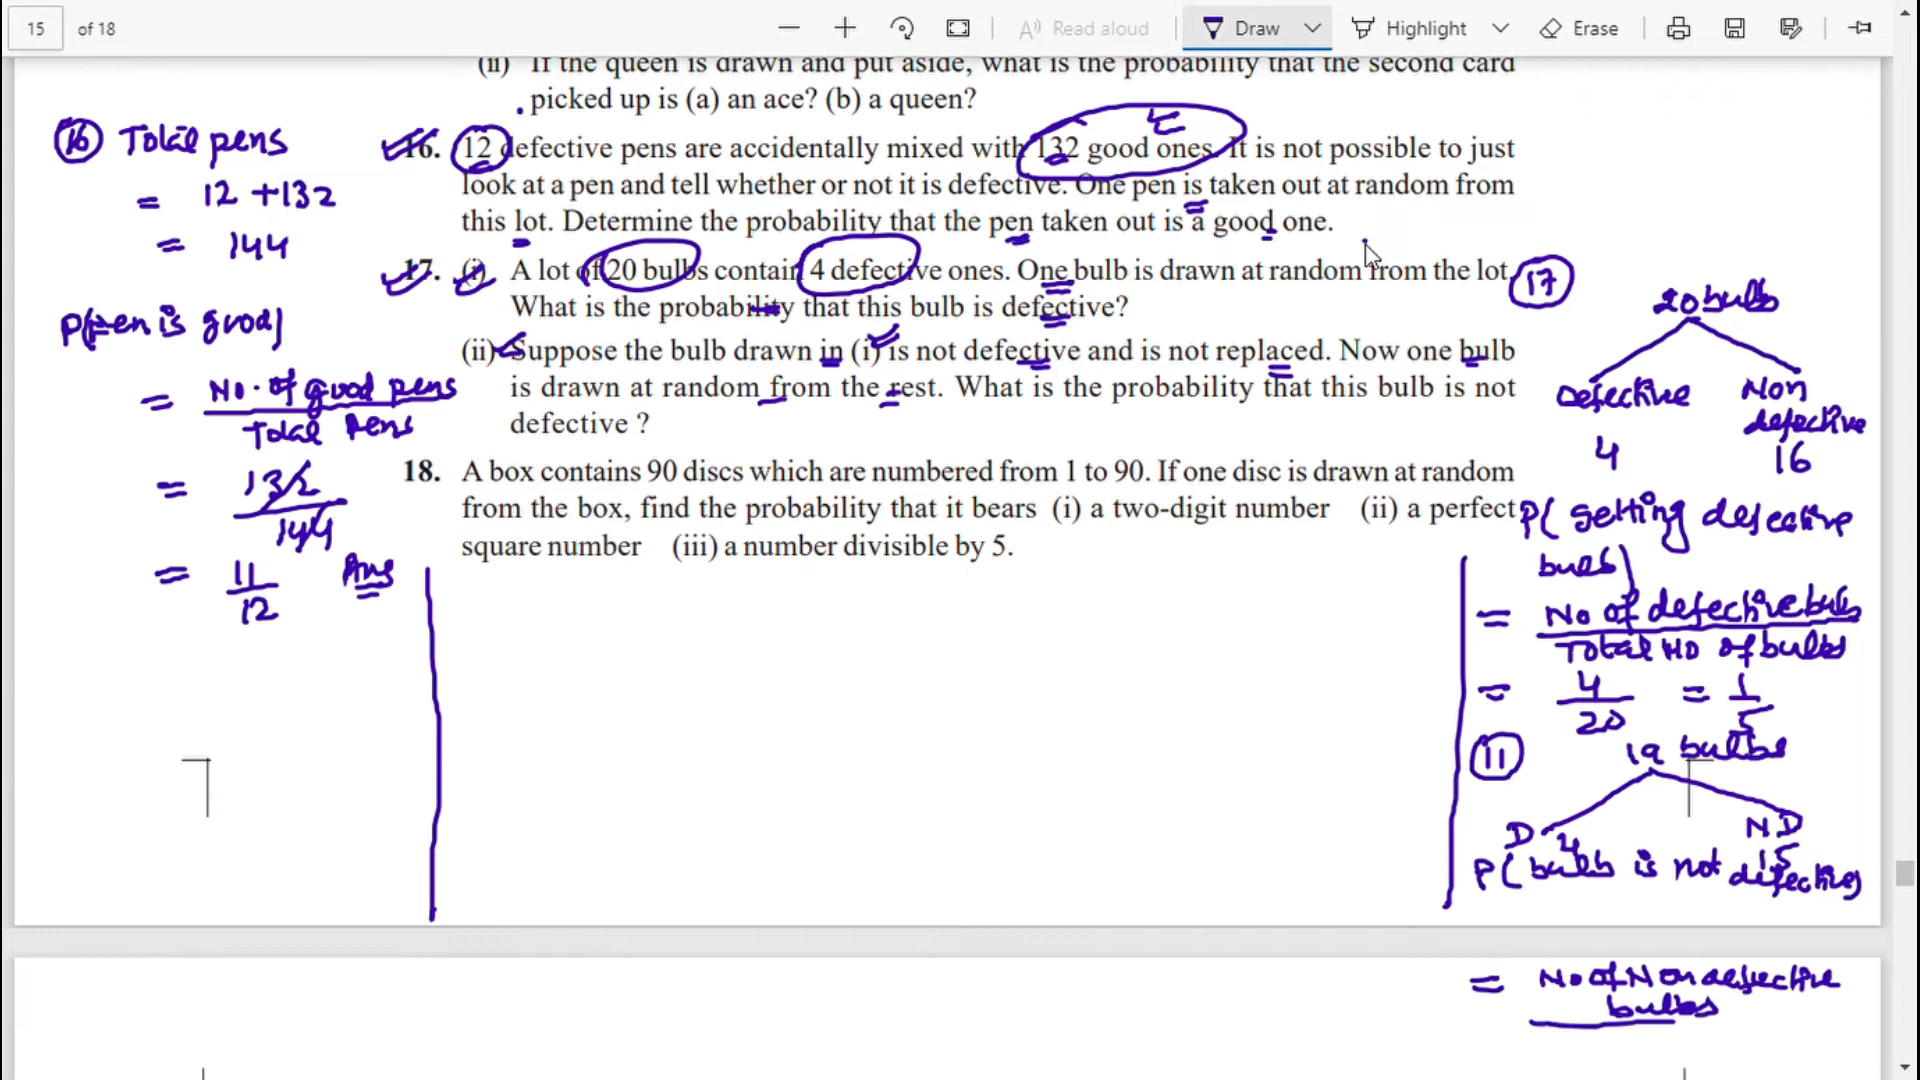 15 of 18 Read aloud Draw Highlight Erase
(ii) If the queen is drawn and put aside, what is the probability that the second card
picked up is (a) an ace? (b) a queen?
16. 12 defective pens are accidentally mixed with 132 good ones. It is not possible to just
look at a pen and tell whether or not it is defective. One pen is taken out at random from
this lot. Determine the probability that the pen taken out is a good one.
17. (i) A lot of 20 bulbs contain 4 defective ones. One bulb is drawn at random from the lot.
What is the probability that this bulb is defective?
(ii) Suppose the bulb drawn in (i) is not defective and is not replaced. Now one bulb
is drawn at random from the rest. What is the probability that this bulb is not
defective ?
18. A box contains 90 discs which are numbered from 1 to 90. If one disc is drawn at random
from the box, find the probability that it bears (i) a two-digit number (ii) a perfect
square number (iii) a number divisible by 5.
16 Total pens
= 12 + 132
= 144
P(pen is good)
= No. of good pens
Total Pens
= 132
144
= 11
12 Ans
17
20 bulbs
Defective Non
defective
4 16
P( getting defective
bulb)
= No of defective bulbs
Total No of bulbs
= 4 = 1
20 5
11 19 bulbs
D 4 ND
15
P( bulb is not defective)
= No of Non defective
bulbs